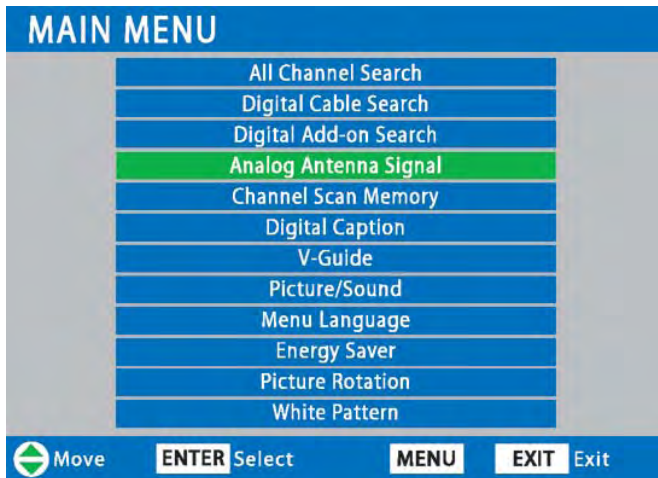 MAIN MENU
All Channel Search
Digital Cable Search
Digital Add-on Search
Analog Antenna Signal
Channel Scan Memory
Digital Caption
V-Guide
Picture/Sound
Menu Language
Energy Saver
Picture Rotation
White Pattern
Move ENTER Select MENU EXIT Exit